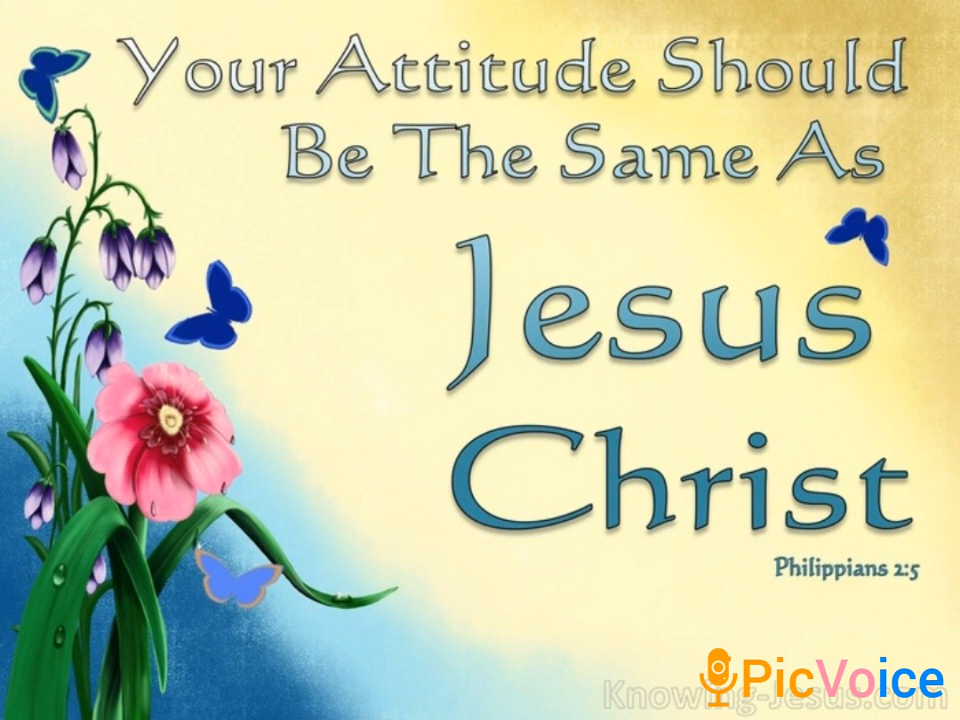 Your Attitude Should
Be The Same As
Jesus
Christ
Philippians 2:5
PicVoice
Knowing-Jesus.com